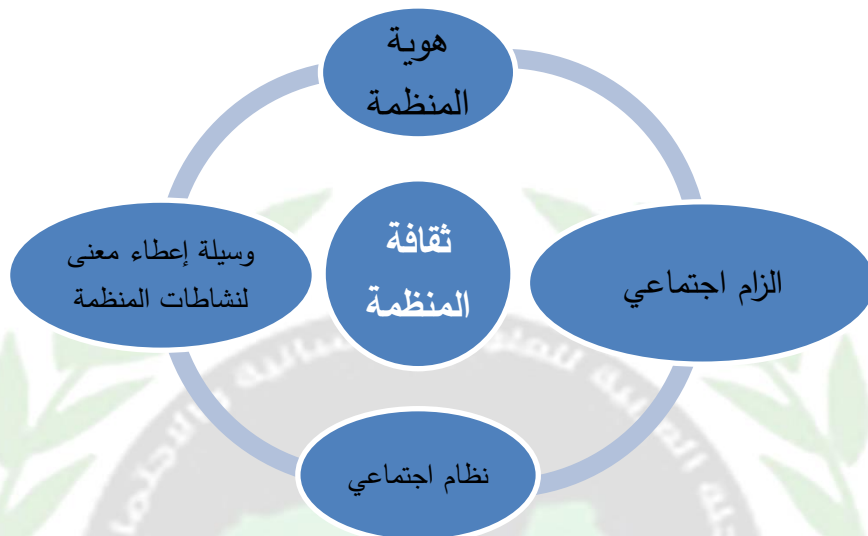 هوية
المنظمة
ثقافة
المنظمة
الزام اجتماعي
وسيلة إعطاء معنى
لنشاطات المنظمة
نظام اجتماعي